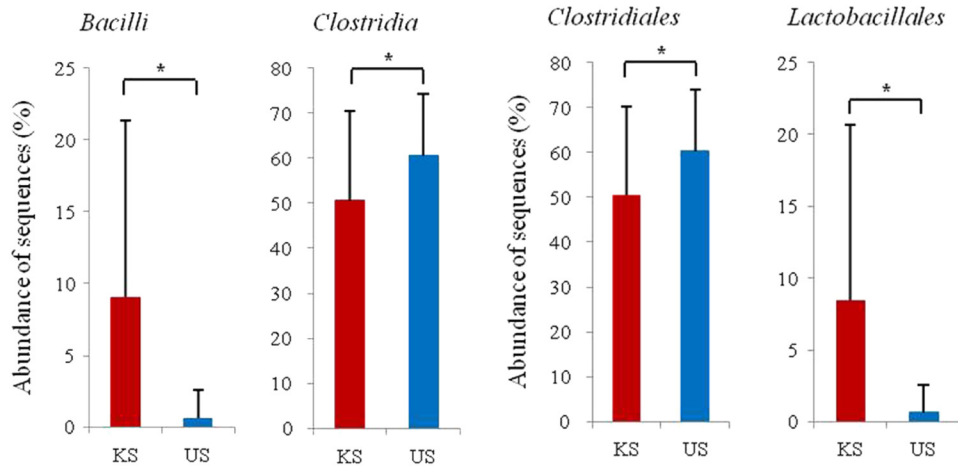 Bacilli
Clostridia
Clostridiales
Lactobacillales
Abundance of sequences (%)
25
20
15
10
5
0
*
KS
US
80
70
60
50
40
30
20
10
0
*
KS
US
Abundance of sequences (%)
80
70
60
50
40
30
20
10
0
*
KS
US
25
20
15
10
5
0
*
KS
US